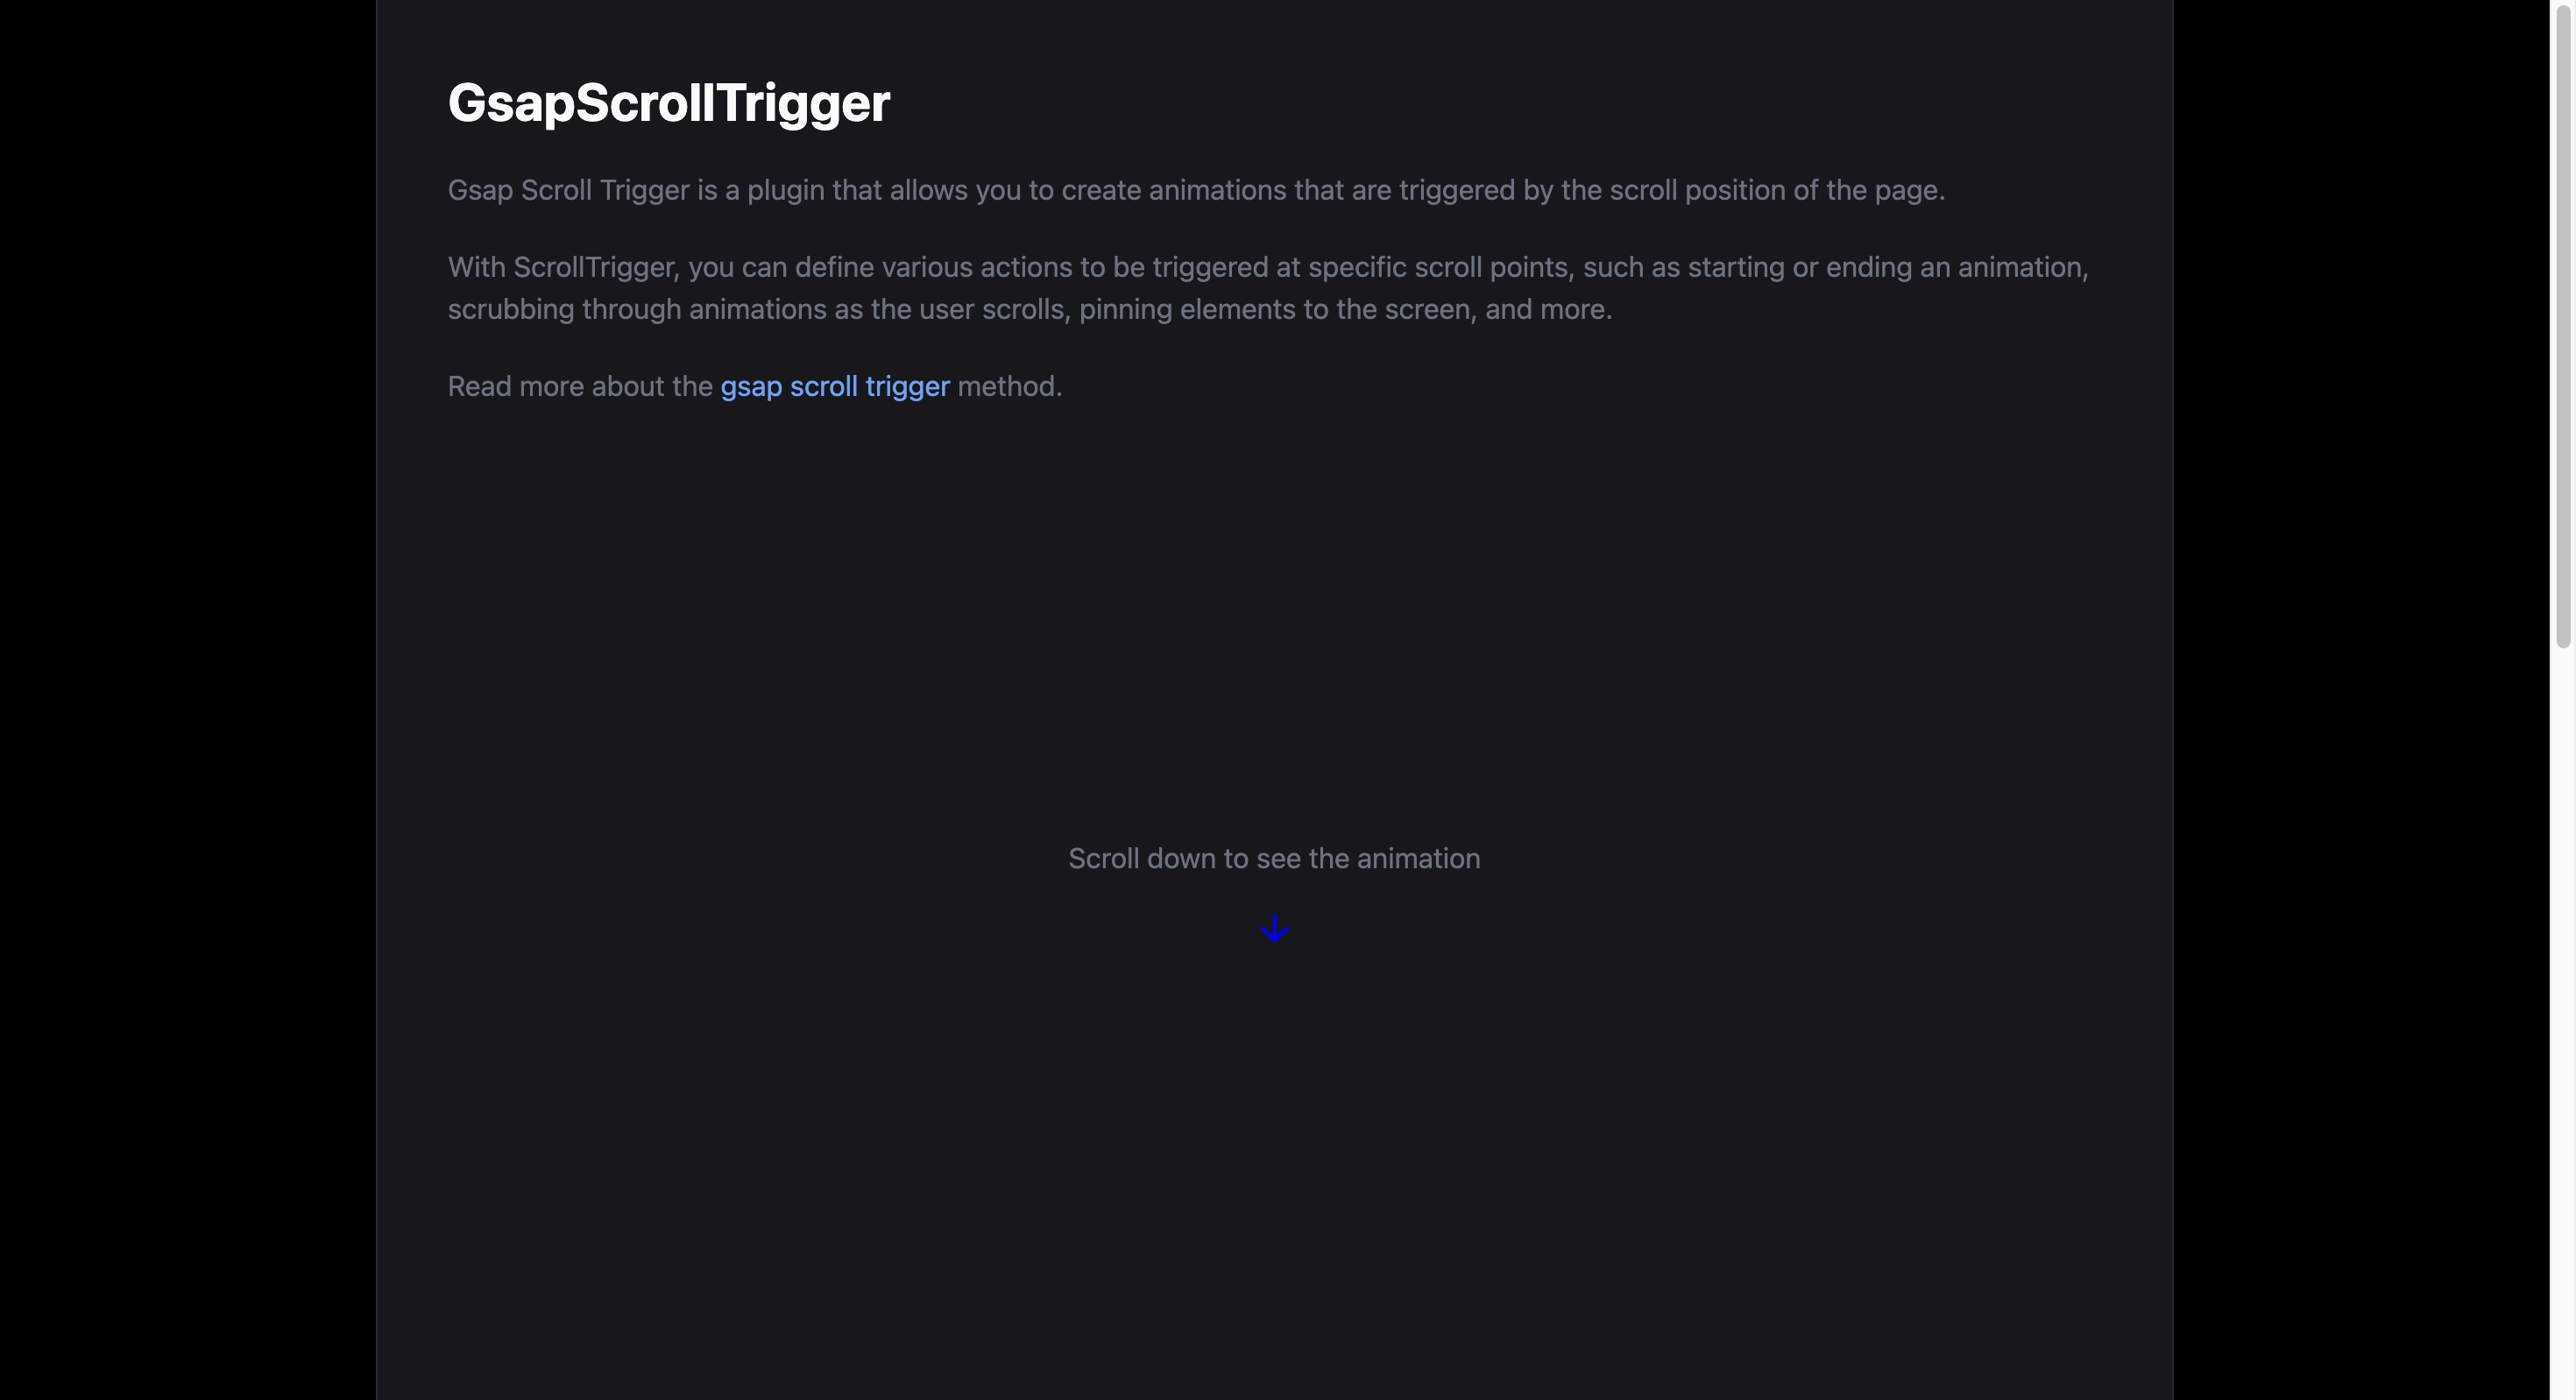 GsapScrollTrigger
Gsap Scroll Trigger is a plugin that allows you to create animations that are triggered by the scroll position of the page.
With ScrollTrigger, you can define various actions to be triggered at specific scroll points, such as starting or ending an animation,
scrubbing through animations as the user scrolls, pinning elements to the screen, and more.
Read more about the gsap scroll trigger method.
Scroll down to see the animation